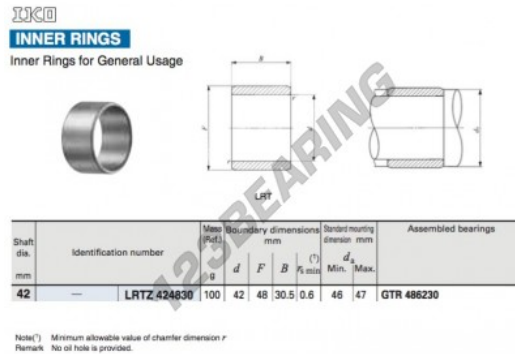 IKO
INNER RINGS
Inner Rings for General Usage
B
r
r
F
d
dₐ
LRT
123BEARING
Shaft dia. mm | Identification number | Mass (Ref.) g | Boundary dimensions mm | Standard mounting dimension mm | Assembled bearings
d F B rₛ min (¹) | dₐ Min. Max.
42 — LRTZ 424830 100 42 48 30.5 0.6 46 47 GTR 486230
Note(¹) Minimum allowable value of chamfer dimension r
Remark No oil hole is provided.